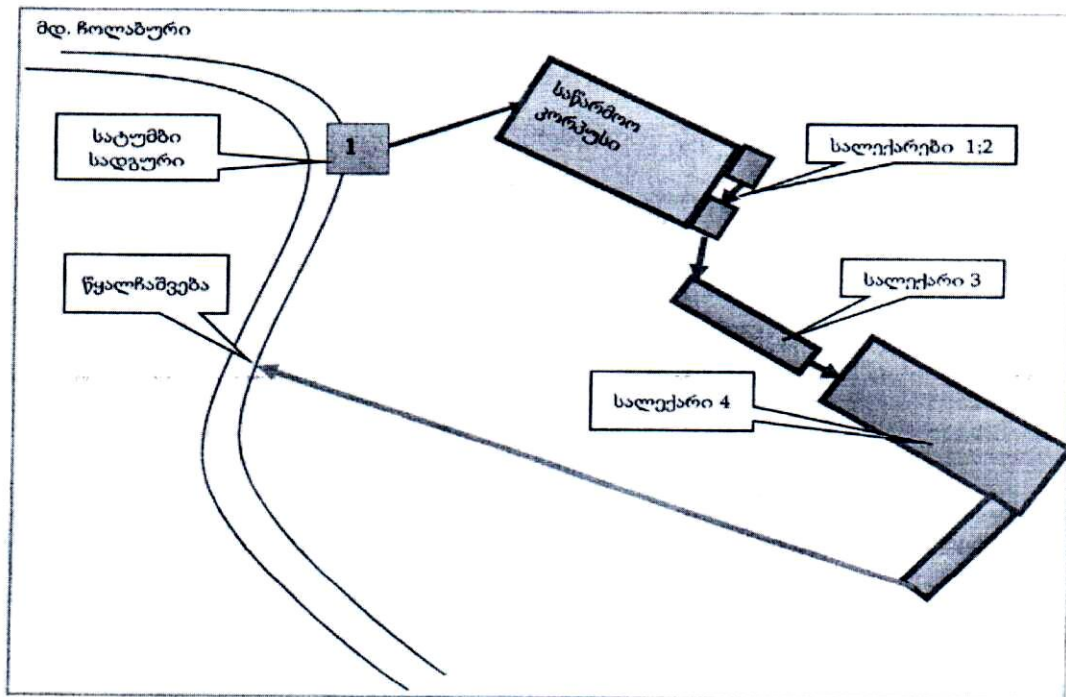 მდ. ჩოლაბური
სატუმბი
სადგური
1
საწარმოო
კორპუსი
სალექარები 1;2
წყალჩაშვება
სალექარი 3
სალექარი 4